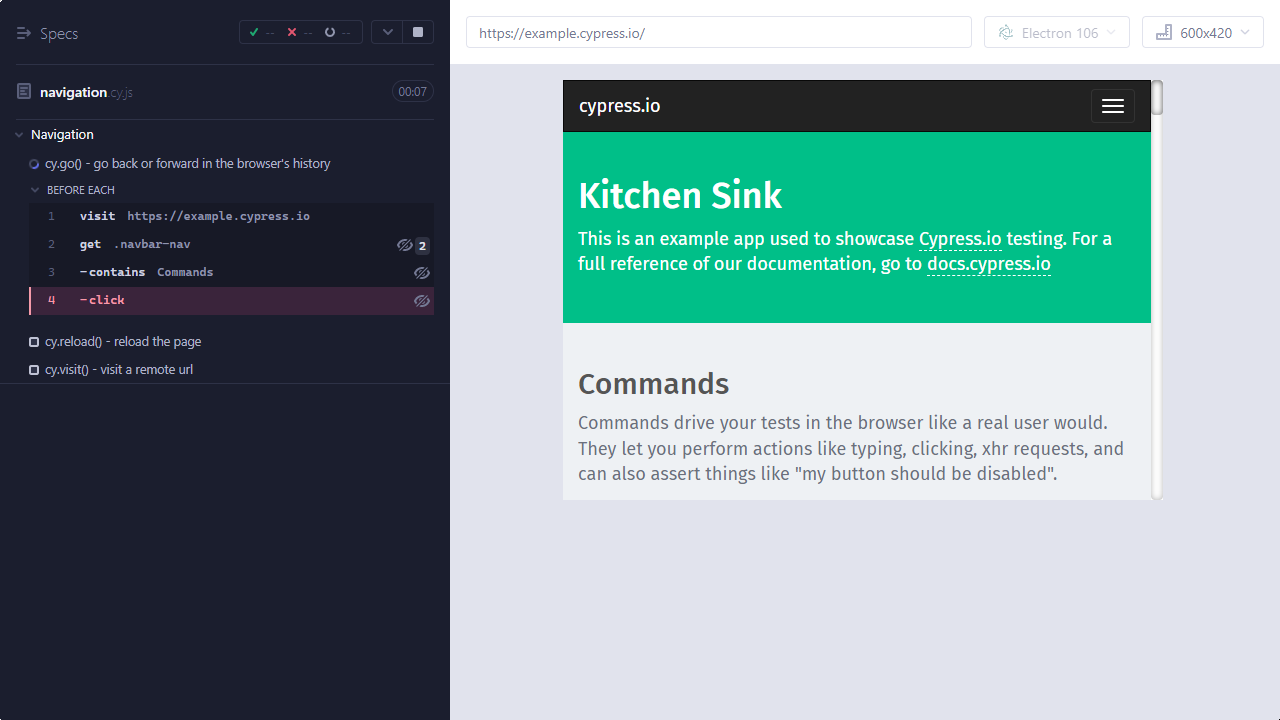 Specs
-- -- --
navigation.cy.js 00:07
Navigation
cy.go() - go back or forward in the browser's history
BEFORE EACH
1 visit https://example.cypress.io
2 get .navbar-nav 2
3 -contains Commands
4 -click
cy.reload() - reload the page
cy.visit() - visit a remote url
https://example.cypress.io/
Electron 106
600x420
cypress.io
Kitchen Sink
This is an example app used to showcase Cypress.io testing. For a
full reference of our documentation, go to docs.cypress.io
Commands
Commands drive your tests in the browser like a real user would.
They let you perform actions like typing, clicking, xhr requests, and
can also assert things like "my button should be disabled".